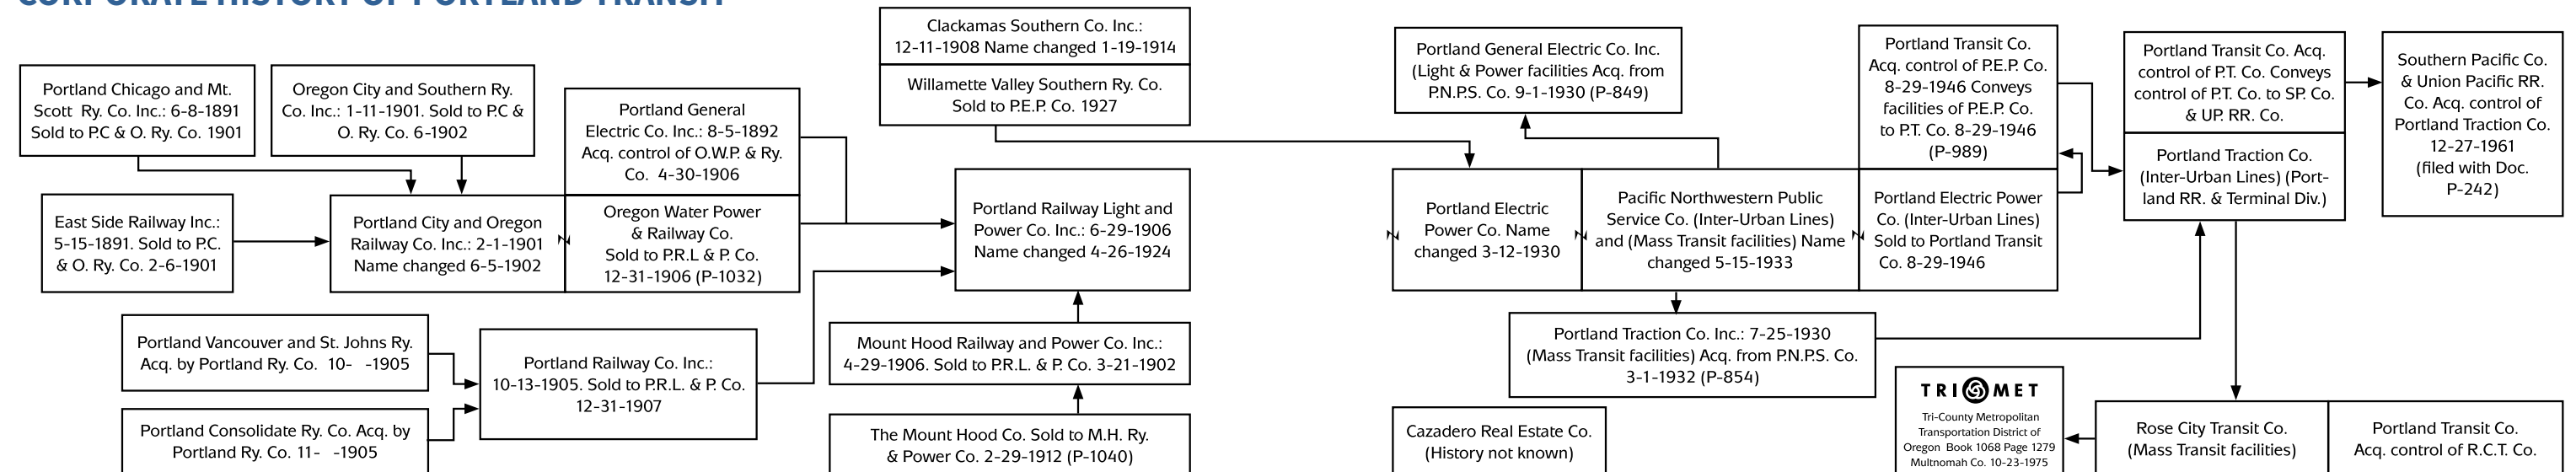 CORPORATE HISTORY OF PORTLAND TRANSIT
Portland Chicago and Mt.
Scott Ry. Co. Inc.: 6-8-1891
Sold to P.C & O. Ry. Co. 1901
Oregon City and Southern Ry.
Co. Inc.: 1-11-1901. Sold to P.C &
O. Ry. Co. 6-1902
East Side Railway Inc.:
5-15-1891. Sold to P.C.
& O. Ry. Co. 2-6-1901
Portland City and Oregon
Railway Co. Inc.: 2-1-1901
Name changed 6-5-1902
Portland General
Electric Co. Inc.: 8-5-1892
Acq. control of O.W.P. & Ry.
Co. 4-30-1906
Oregon Water Power
& Railway Co.
Sold to P.R.L & P. Co.
12-31-1906 (P-1032)
Portland Vancouver and St. Johns Ry.
Acq. by Portland Ry. Co. 10- -1905
Portland Consolidate Ry. Co. Acq. by
Portland Ry. Co. 11- -1905
Portland Railway Co. Inc.:
10-13-1905. Sold to P.R.L. & P. Co.
12-31-1907
Clackamas Southern Co. Inc.:
12-11-1908 Name changed 1-19-1914
Willamette Valley Southern Ry. Co.
Sold to P.E.P. Co. 1927
Portland Railway Light and
Power Co. Inc.: 6-29-1906
Name changed 4-26-1924
Mount Hood Railway and Power Co. Inc.:
4-29-1906. Sold to P.R.L. & P. Co. 3-21-1902
The Mount Hood Co. Sold to M.H. Ry.
& Power Co. 2-29-1912 (P-1040)
Portland General Electric Co. Inc.
(Light & Power facilities Acq. from
P.N.P.S. Co. 9-1-1930 (P-849)
Portland Electric
Power Co. Name
changed 3-12-1930
Pacific Northwestern Public
Service Co. (Inter-Urban Lines)
and (Mass Transit facilities) Name
changed 5-15-1933
Portland Transit Co.
Acq. control of P.E.P. Co.
8-29-1946 Conveys
facilities of P.E.P. Co.
to P.T. Co. 8-29-1946
(P-989)
Portland Electric Power
Co. (Inter-Urban Lines)
Sold to Portland Transit
Co. 8-29-1946
Portland Traction Co. Inc.: 7-25-1930
(Mass Transit facilities) Acq. from P.N.P.S. Co.
3-1-1932 (P-854)
Cazadero Real Estate Co.
(History not known)
Portland Transit Co. Acq.
control of P.T. Co. Conveys
control of P.T. Co. to SP. Co.
& UP. RR. Co.
Portland Traction Co.
(Inter-Urban Lines) (Port-
land RR. & Terminal Div.)
Southern Pacific Co.
& Union Pacific RR.
Co. Acq. control of
Portland Traction Co.
12-27-1961
(filed with Doc.
P-242)
TRI MET
Tri-County Metropolitan
Transportation District of
Oregon Book 1068 Page 1279
Multnomah Co. 10-23-1975
Rose City Transit Co.
(Mass Transit facilities)
Portland Transit Co.
Acq. control of R.C.T. Co.